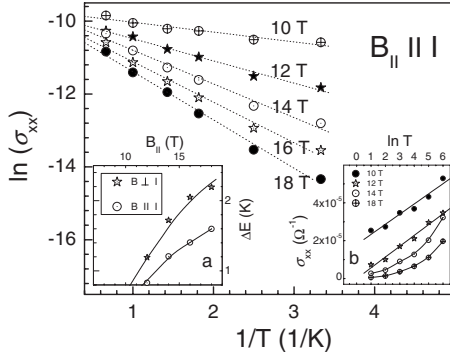 -10
-12
-14
-16
ln (σxx)
10 T
12 T
14 T
16 T
18 T
B|| || I
B|| (T)
10 15
B ⊥ I
B || I
2
1
ΔE (K)
a
ln T
0 1 2 3 4 5 6
10 T
12 T
14 T
18 T
4x10⁻⁵
2x10⁻⁵
0
σxx (Ω⁻¹)
b
1 2 3 4
1/T (1/K)